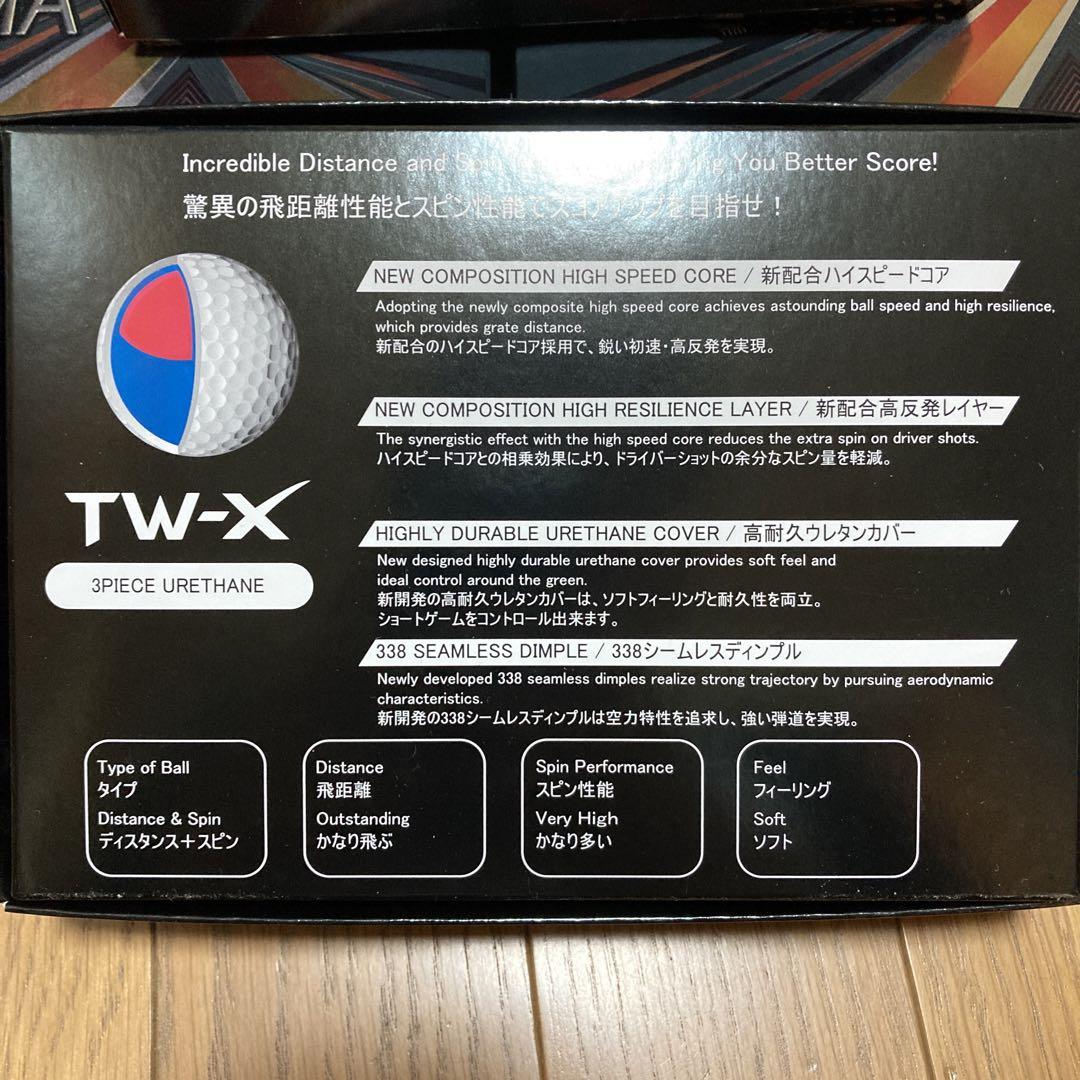 MA
Incredible Distance and Spin You Better Score!
驚異の飛距離性能とスピン性能でスコアアップを目指せ！
NEW COMPOSITION HIGH SPEED CORE / 新配合ハイスピードコア
Adopting the newly composite high speed core achieves astounding ball speed and high resilience,
which provides grate distance.
新配合のハイスピードコア採用で、鋭い初速・高反発を実現。
NEW COMPOSITION HIGH RESILIENCE LAYER / 新配合高反発レイヤー
The synergistic effect with the high speed core reduces the extra spin on driver shots.
ハイスピードコアとの相乗効果により、ドライバーショットの余分なスピン量を軽減。
TW-X
3PIECE URETHANE
HIGHLY DURABLE URETHANE COVER / 高耐久ウレタンカバー
New designed highly durable urethane cover provides soft feel and
ideal control around the green.
新開発の高耐久ウレタンカバーは、ソフトフィーリングと耐久性を両立。
ショートゲームをコントロール出来ます。
338 SEAMLESS DIMPLE / 338シームレスディンプル
Newly developed 338 seamless dimples realize strong trajectory by pursuing aerodynamic
characteristics.
新開発の338シームレスディンプルは空力特性を追求し、強い弾道を実現。
Type of Ball
タイプ
Distance & Spin
ディスタンス＋スピン
Distance
飛距離
Outstanding
かなり飛ぶ
Spin Performance
スピン性能
Very High
かなり多い
Feel
フィーリング
Soft
ソフト